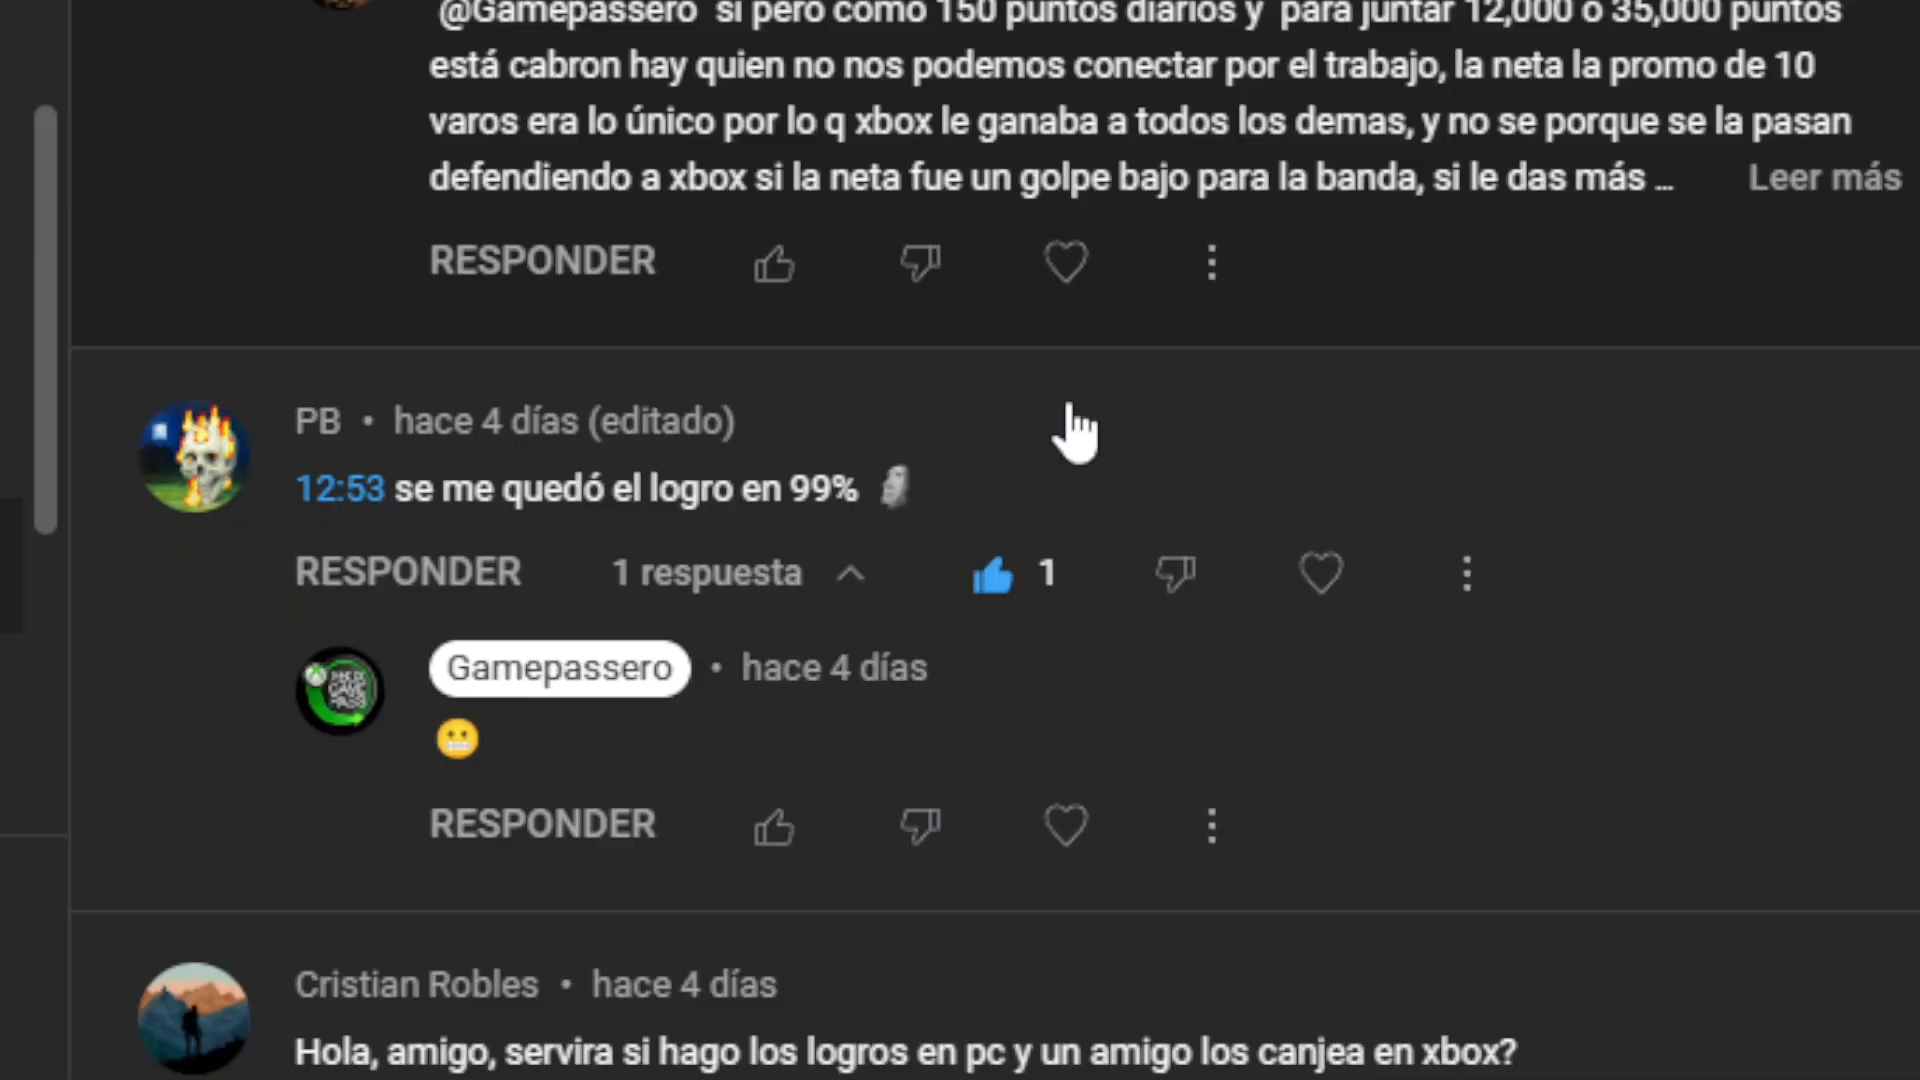 @Gamepassero si pero como 150 puntos diarios y para juntar 12,000 o 35,000 puntos
está cabron hay quien no nos podemos conectar por el trabajo, la neta la promo de 10
varos era lo único por lo q xbox le ganaba a todos los demas, y no se porque se la pasan
defendiendo a xbox si la neta fue un golpe bajo para la banda, si le das más ... Leer más
RESPONDER
PB • hace 4 días (editado)
12:53 se me quedó el logro en 99% 🗿
RESPONDER 1 respuesta 1
Gamepassero • hace 4 días
😬
RESPONDER
Cristian Robles • hace 4 días
Hola, amigo, servira si hago los logros en pc y un amigo los canjea en xbox?